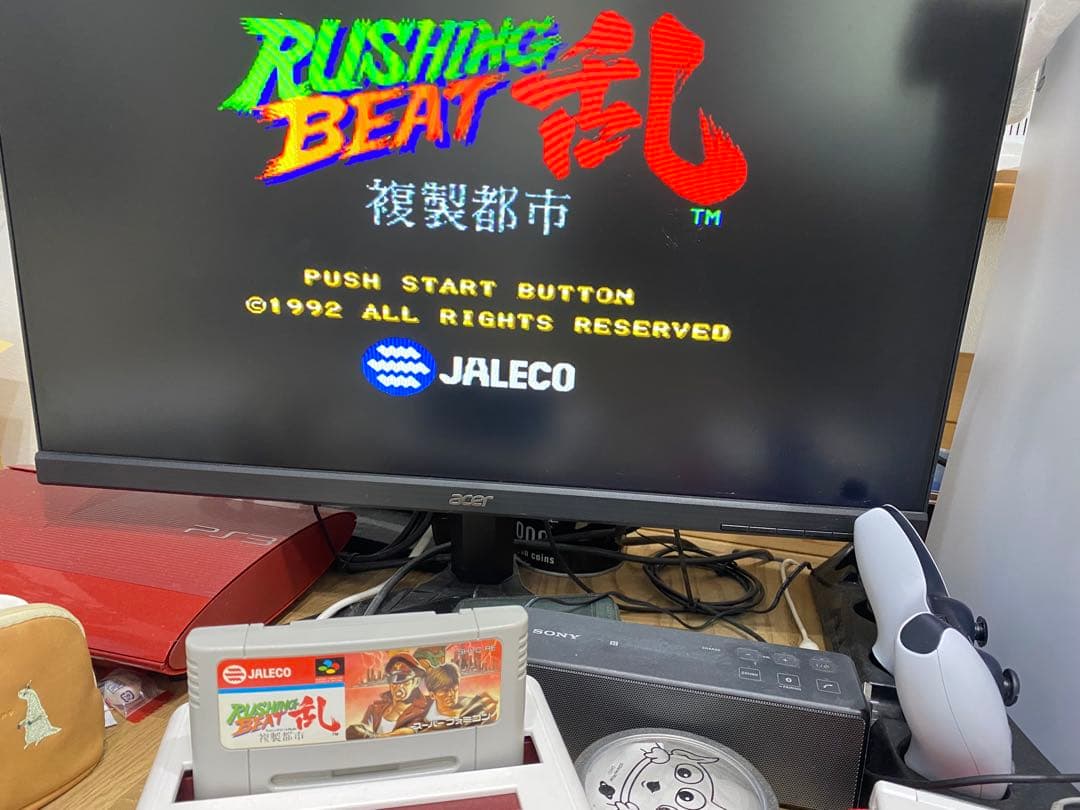 RUSHING
BEAT 乱
複製都市
TM
PUSH START BUTTON
©1992 ALL RIGHTS RESERVED
JALECO
acer
PS3
SONY
JALECO
RUSHING
BEAT 乱
複製都市
スーパーファミコン